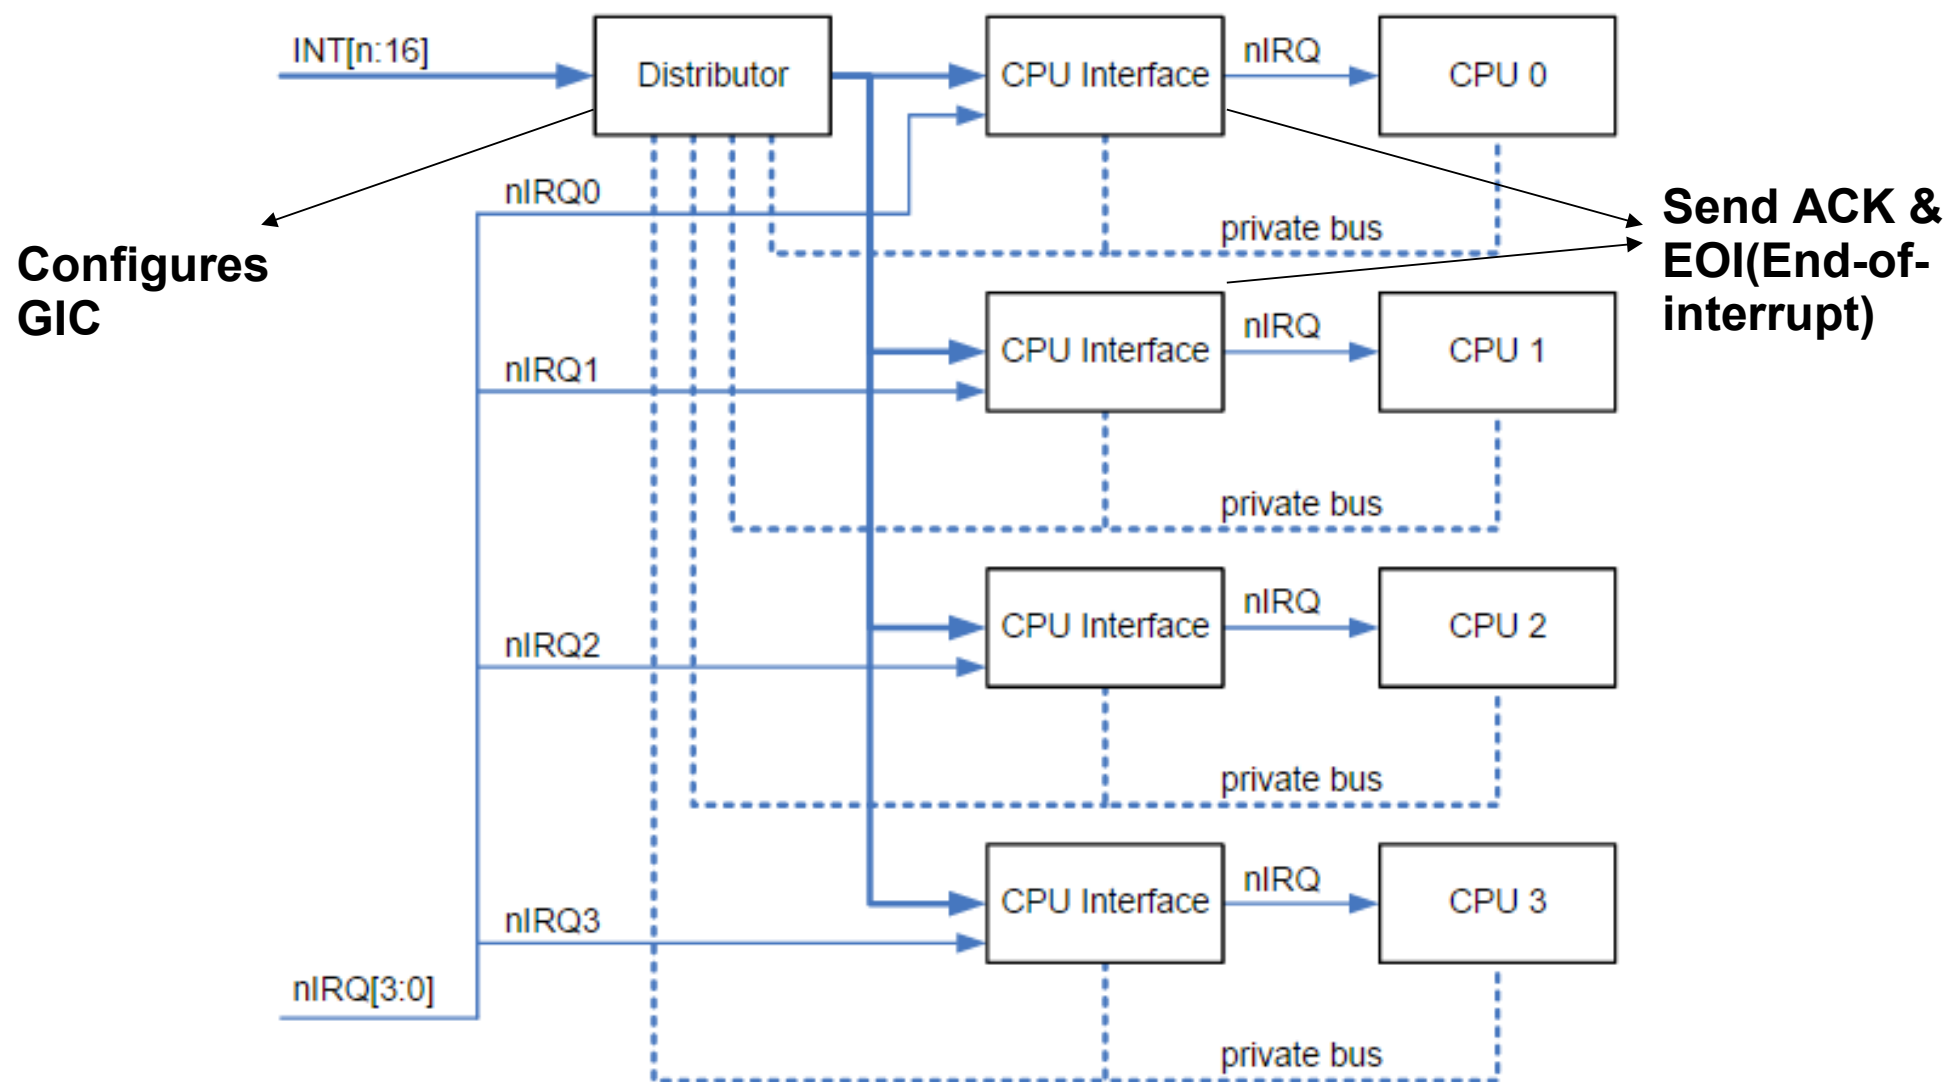 INT[n:16]
Distributor
CPU Interface
nIRQ
CPU 0
nIRQ0
private bus
Configures
GIC
Send ACK &
EOI(End-of-
interrupt)
CPU Interface
nIRQ
CPU 1
nIRQ1
private bus
CPU Interface
nIRQ
CPU 2
nIRQ2
private bus
CPU Interface
nIRQ
CPU 3
nIRQ3
nIRQ[3:0]
private bus